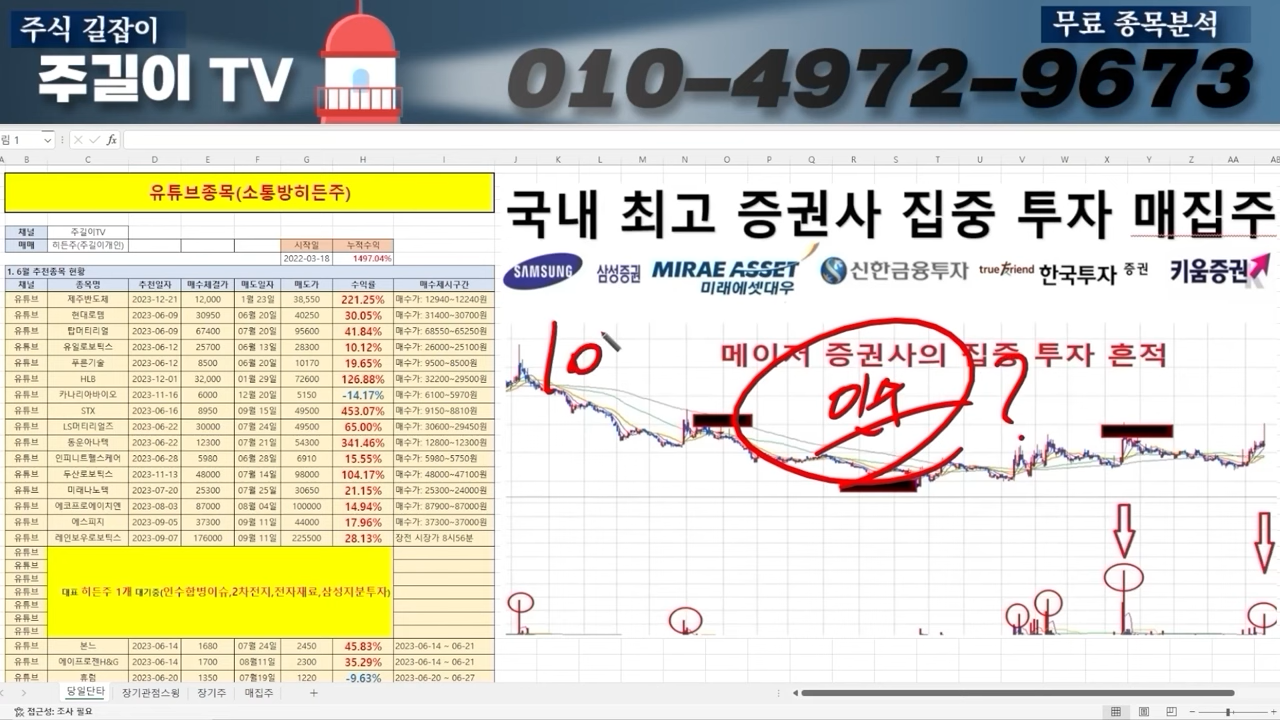 주식 길잡이
주길이 TV
무료 종목분석
010-4972-9673
림 1
fx
A B C D E F G H I J K L M N O P Q R S T U V W X Y Z AA AB
유튜브종목(소통방히든주)
채널 주길이TV
매매 히든주(주길이개인) 시작일 누적수익
2022-03-18 1497.04%
1. 6월 추천종목 현황
채널 종목명 추천일자 매수체결가 매도일자 매도가 수익률 매수제시구간
유튜브 제주반도체 2023-12-21 12,000 1월 23일 38,550 221.25% 매수가: 12940~12240원
유튜브 현대로템 2023-06-09 30950 06월 20일 40250 30.05% 매수가: 31400~30700원
유튜브 탑머티리얼 2023-06-09 67400 07월 20일 95600 41.84% 매수가: 68550~65250원
유튜브 유일로보틱스 2023-06-12 25700 06월 13일 28300 10.12% 매수가: 26000~25100원
유튜브 푸른기술 2023-06-12 8500 06월 20일 10170 19.65% 매수가: 9500~8500원
유튜브 HLB 2023-12-01 32,000 01월 29일 72600 126.88% 매수가: 32200~29500원
유튜브 카나리아바이오 2023-11-16 6000 12월 20일 5150 -14.17% 매수가: 6100~5970원
유튜브 STX 2023-06-16 8950 09월 15일 49500 453.07% 매수가: 9150~8810원
유튜브 LS머티리얼즈 2023-06-22 30000 07월 24일 49500 65.00% 매수가: 30600~29450원
유튜브 동운아나텍 2023-06-22 12300 07월 21일 54300 341.46% 매수가: 12800~12300원
유튜브 인피니트헬스케어 2023-06-28 5980 06월 28일 6910 15.55% 매수가: 5980~5750원
유튜브 두산로보틱스 2023-11-13 48000 07월 14일 98000 104.17% 매수가: 48000~47100원
유튜브 미래나노텍 2023-07-20 25300 07월 25일 30650 21.15% 매수가: 25300~24000원
유튜브 에코프로에이치엔 2023-08-03 87000 08월 04일 100000 14.94% 매수가: 87900~87000원
유튜브 에스피지 2023-09-05 37300 09월 11일 44000 17.96% 매수가: 37300~37000원
유튜브 레인보우로보틱스 2023-09-07 176000 09월 11일 225500 28.13% 장전 시장가 8시56분
유튜브
유튜브
유튜브
유튜브 대표 히든주 1개 대기중(인수합병이슈,2차전지,전자재료,삼성지분투자)
유튜브
유튜브
유튜브
유튜브 본느 2023-06-14 1680 07월 24일 2450 45.83% 2023-06-14 ~ 06-21
유튜브 에이프로젠H&G 2023-06-14 1700 08월11일 2300 35.29% 2023-06-14 ~ 06-21
유튜브 휴럼 2023-06-20 1350 07월19일 1220 -9.63% 2023-06-20 ~ 06-27
국내 최고 증권사 집중 투자 매집주
SAMSUNG 삼성증권 MIRAE ASSET 미래에셋대우 신한금융투자 true friend 한국투자 증권 키움증권
메이저 증권사의 집중 투자 흔적
10
?
당일단타 장기관점스윙 장기주 매집주 +
접근성: 조사 필요